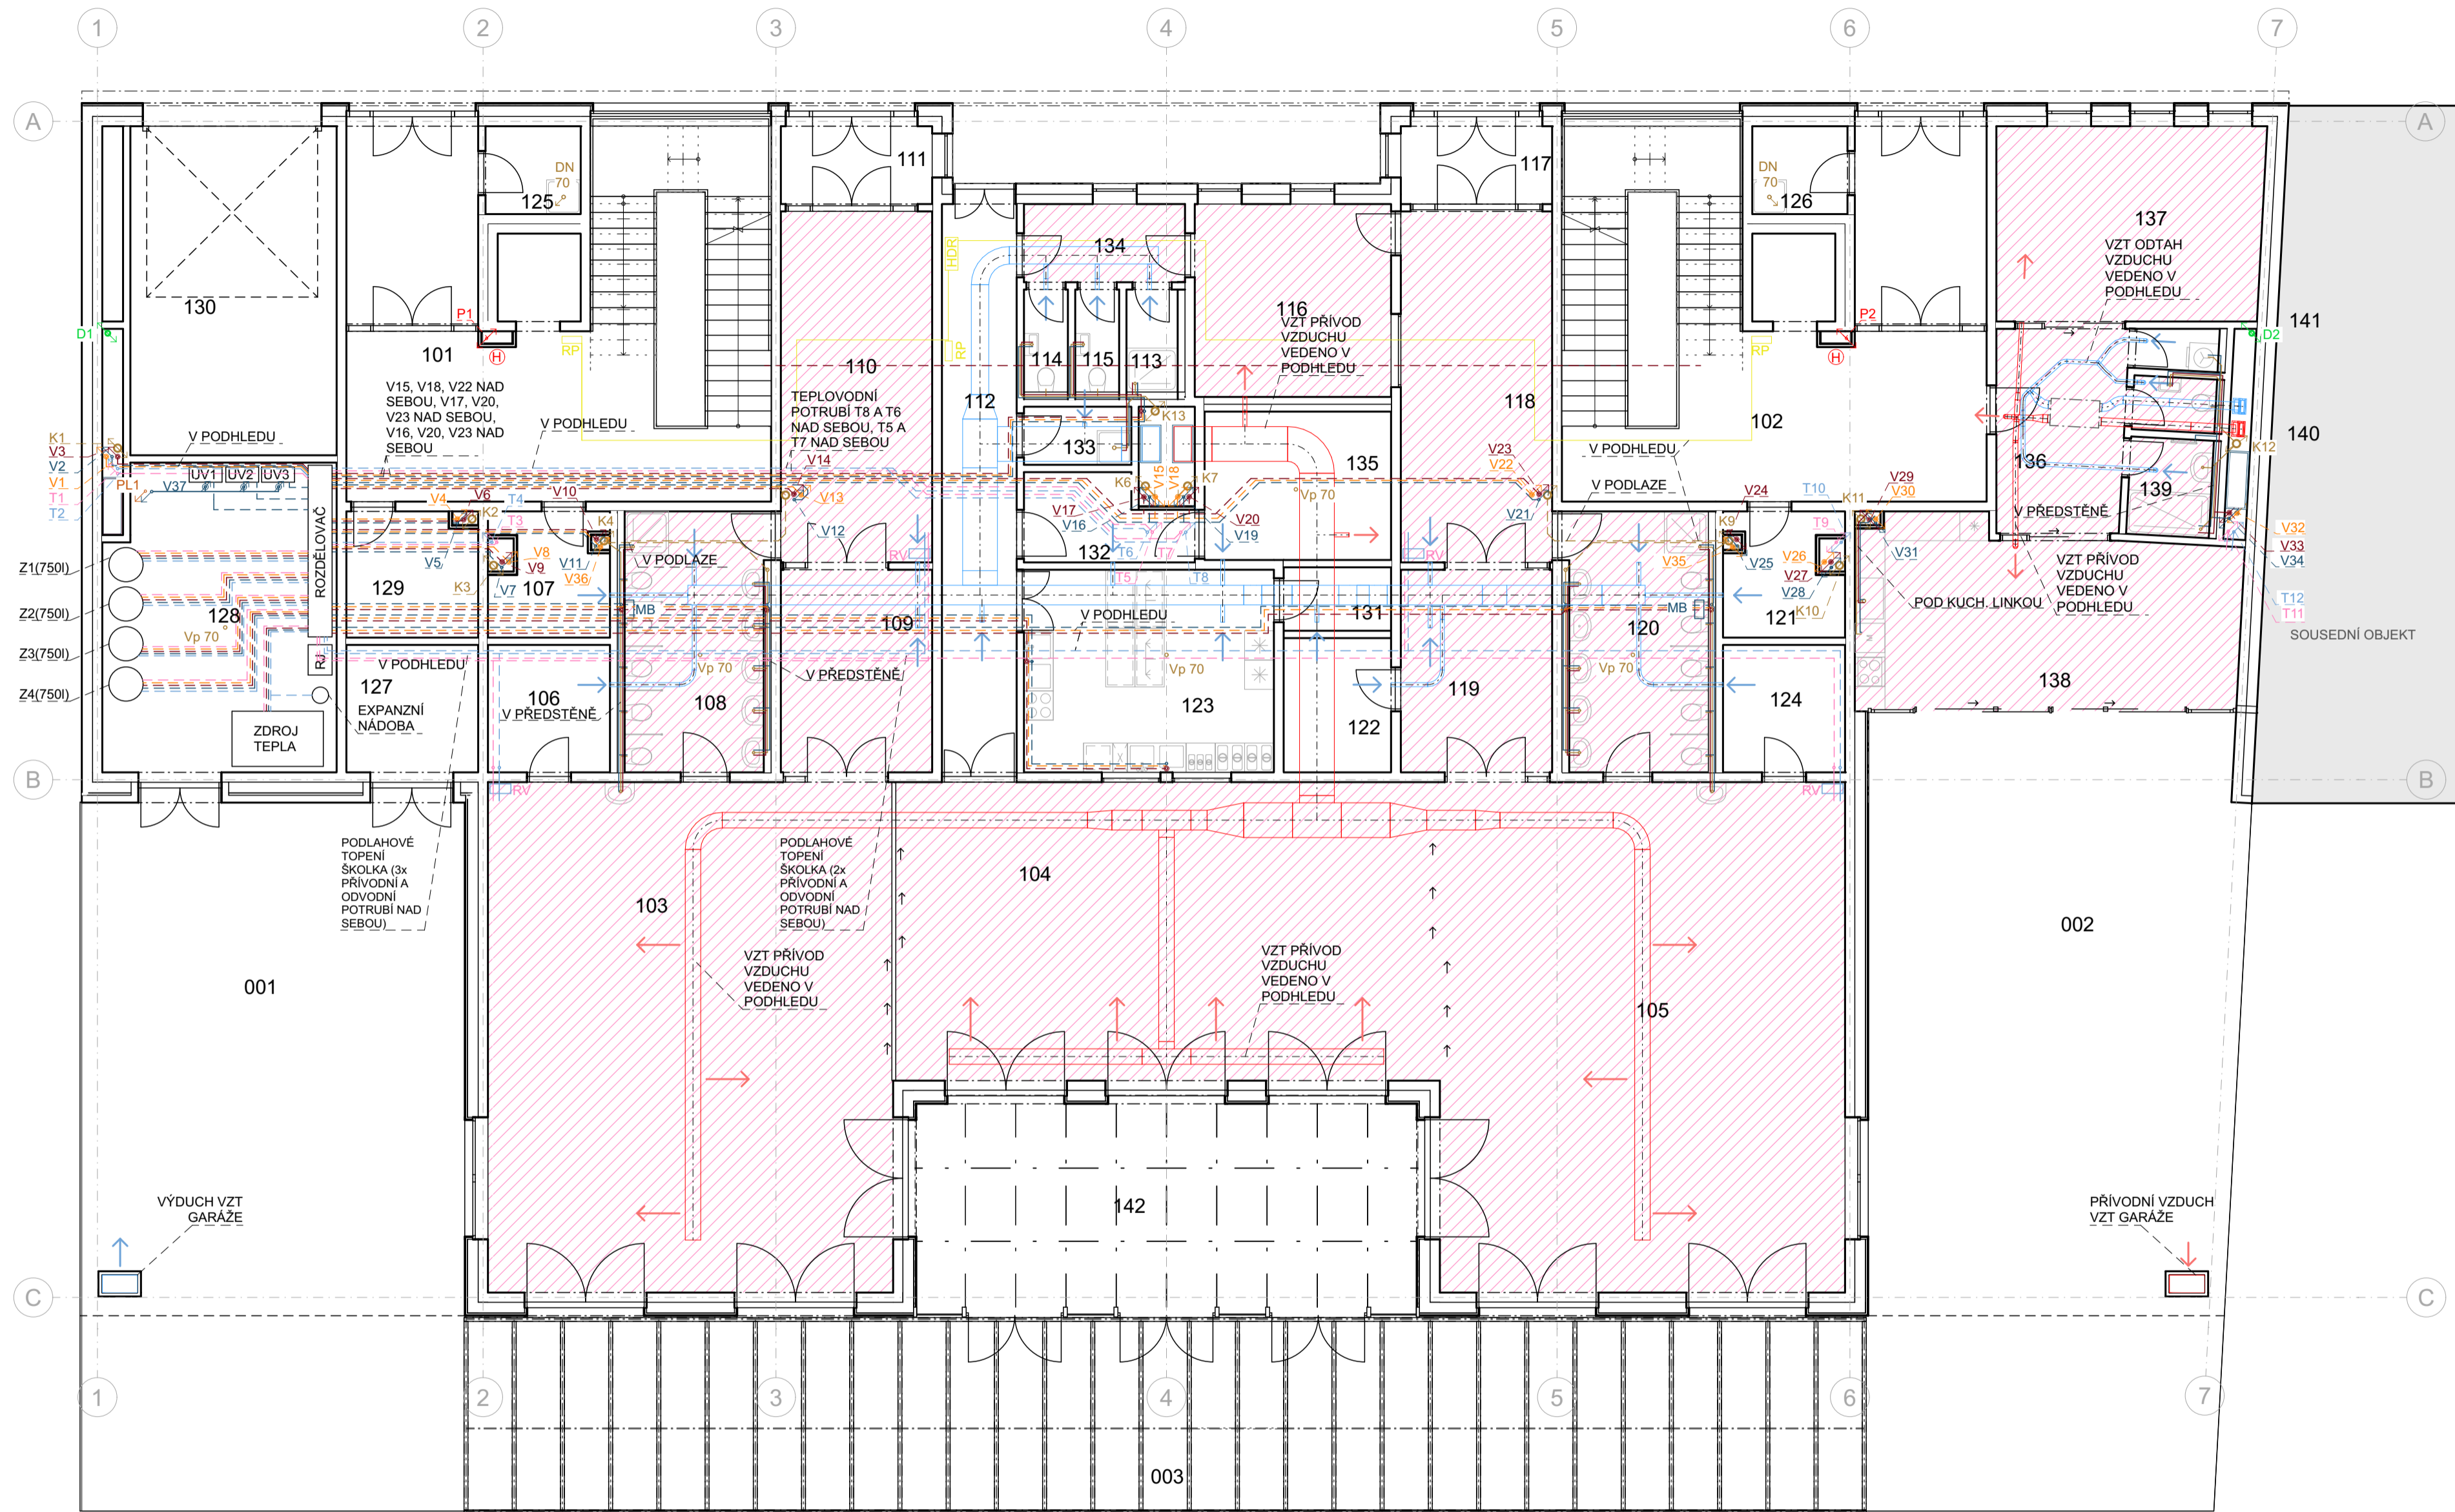 1
2
3
4
5
6
7
A
A
111
117
DN
70
125
DN
70
126
137
VZT ODTAH
VZDUCHU
VEDENO V
PODHLEDU
134
HDR
130
116
VZT PŘÍVOD
VZDUCHU
VEDENO V
PODHLEDU
141
D1
P1
H
RP
RP
P2
H
RP
D2
101
110
114
115
113
118
V15, V18, V22 NAD
SEBOU, V17, V20,
V23 NAD SEBOU,
V16, V20, V23 NAD
SEBOU
TEPLOVODNÍ
POTRUBÍ T8 A T6
NAD SEBOU, T5 A
T7 NAD SEBOU
112
K13
102
V PODHLEDU
V PODHLEDU
V PODHLEDU
140
K1
V3
V2
V1
T1
T2
PL1
V37
UV1
UV2
UV3
133
135
136
K12
V14
V13
V12
K6
V15
V18
K7
V23
V22
V21
V PODLAZE
139
V4
V6
T4
V10
K2
T3
K4
V5
V8
V9
V11
V36
K3
V7
V17
V16
V20
V19
Vp 70
V24
T10
K11
V29
V30
K9
T9
V31
V PŘEDSTĚNĚ
V32
V33
V34
ROZDĚLOVAČ
V PODLAZE
RV
132
T6
T7
T5
T8
RV
V35
V25
V26
V27
V28
K10
VZT PŘÍVOD
VZDUCHU
VEDENO V
PODHLEDU
T12
T11
Z1(750l)
Z2(750l)
Z3(750l)
Z4(750l)
129
107
128
Vp 70
MB
109
V PODHLEDU
131
MB
120
121
POD KUCH. LINKOU
SOUSEDNÍ OBJEKT
RJ
V PODHLEDU
127
EXPANZNÍ
NÁDOBA
106
V PŘEDSTĚNĚ
Vp 70
108
V PŘEDSTĚNĚ
Vp 70
123
122
119
Vp 70
124
138
M
ZDROJ
TEPLA
B
RV
RV
B
PODLAHOVÉ
TOPENÍ
ŠKOLKA (3x
PŘÍVODNÍ A
ODVODNÍ
POTRUBÍ NAD
SEBOU)
PODLAHOVÉ
TOPENÍ
ŠKOLKA (2x
PŘÍVODNÍ A
ODVODNÍ
POTRUBÍ NAD
SEBOU)
104
103
VZT PŘÍVOD
VZDUCHU
VEDENO V
PODHLEDU
VZT PŘÍVOD
VZDUCHU
VEDENO V
PODHLEDU
105
002
001
142
VÝDUCH VZT
GARÁŽE
PŘÍVODNÍ VZDUCH
VZT GARÁŽE
C
C
1
2
3
4
5
6
7
003